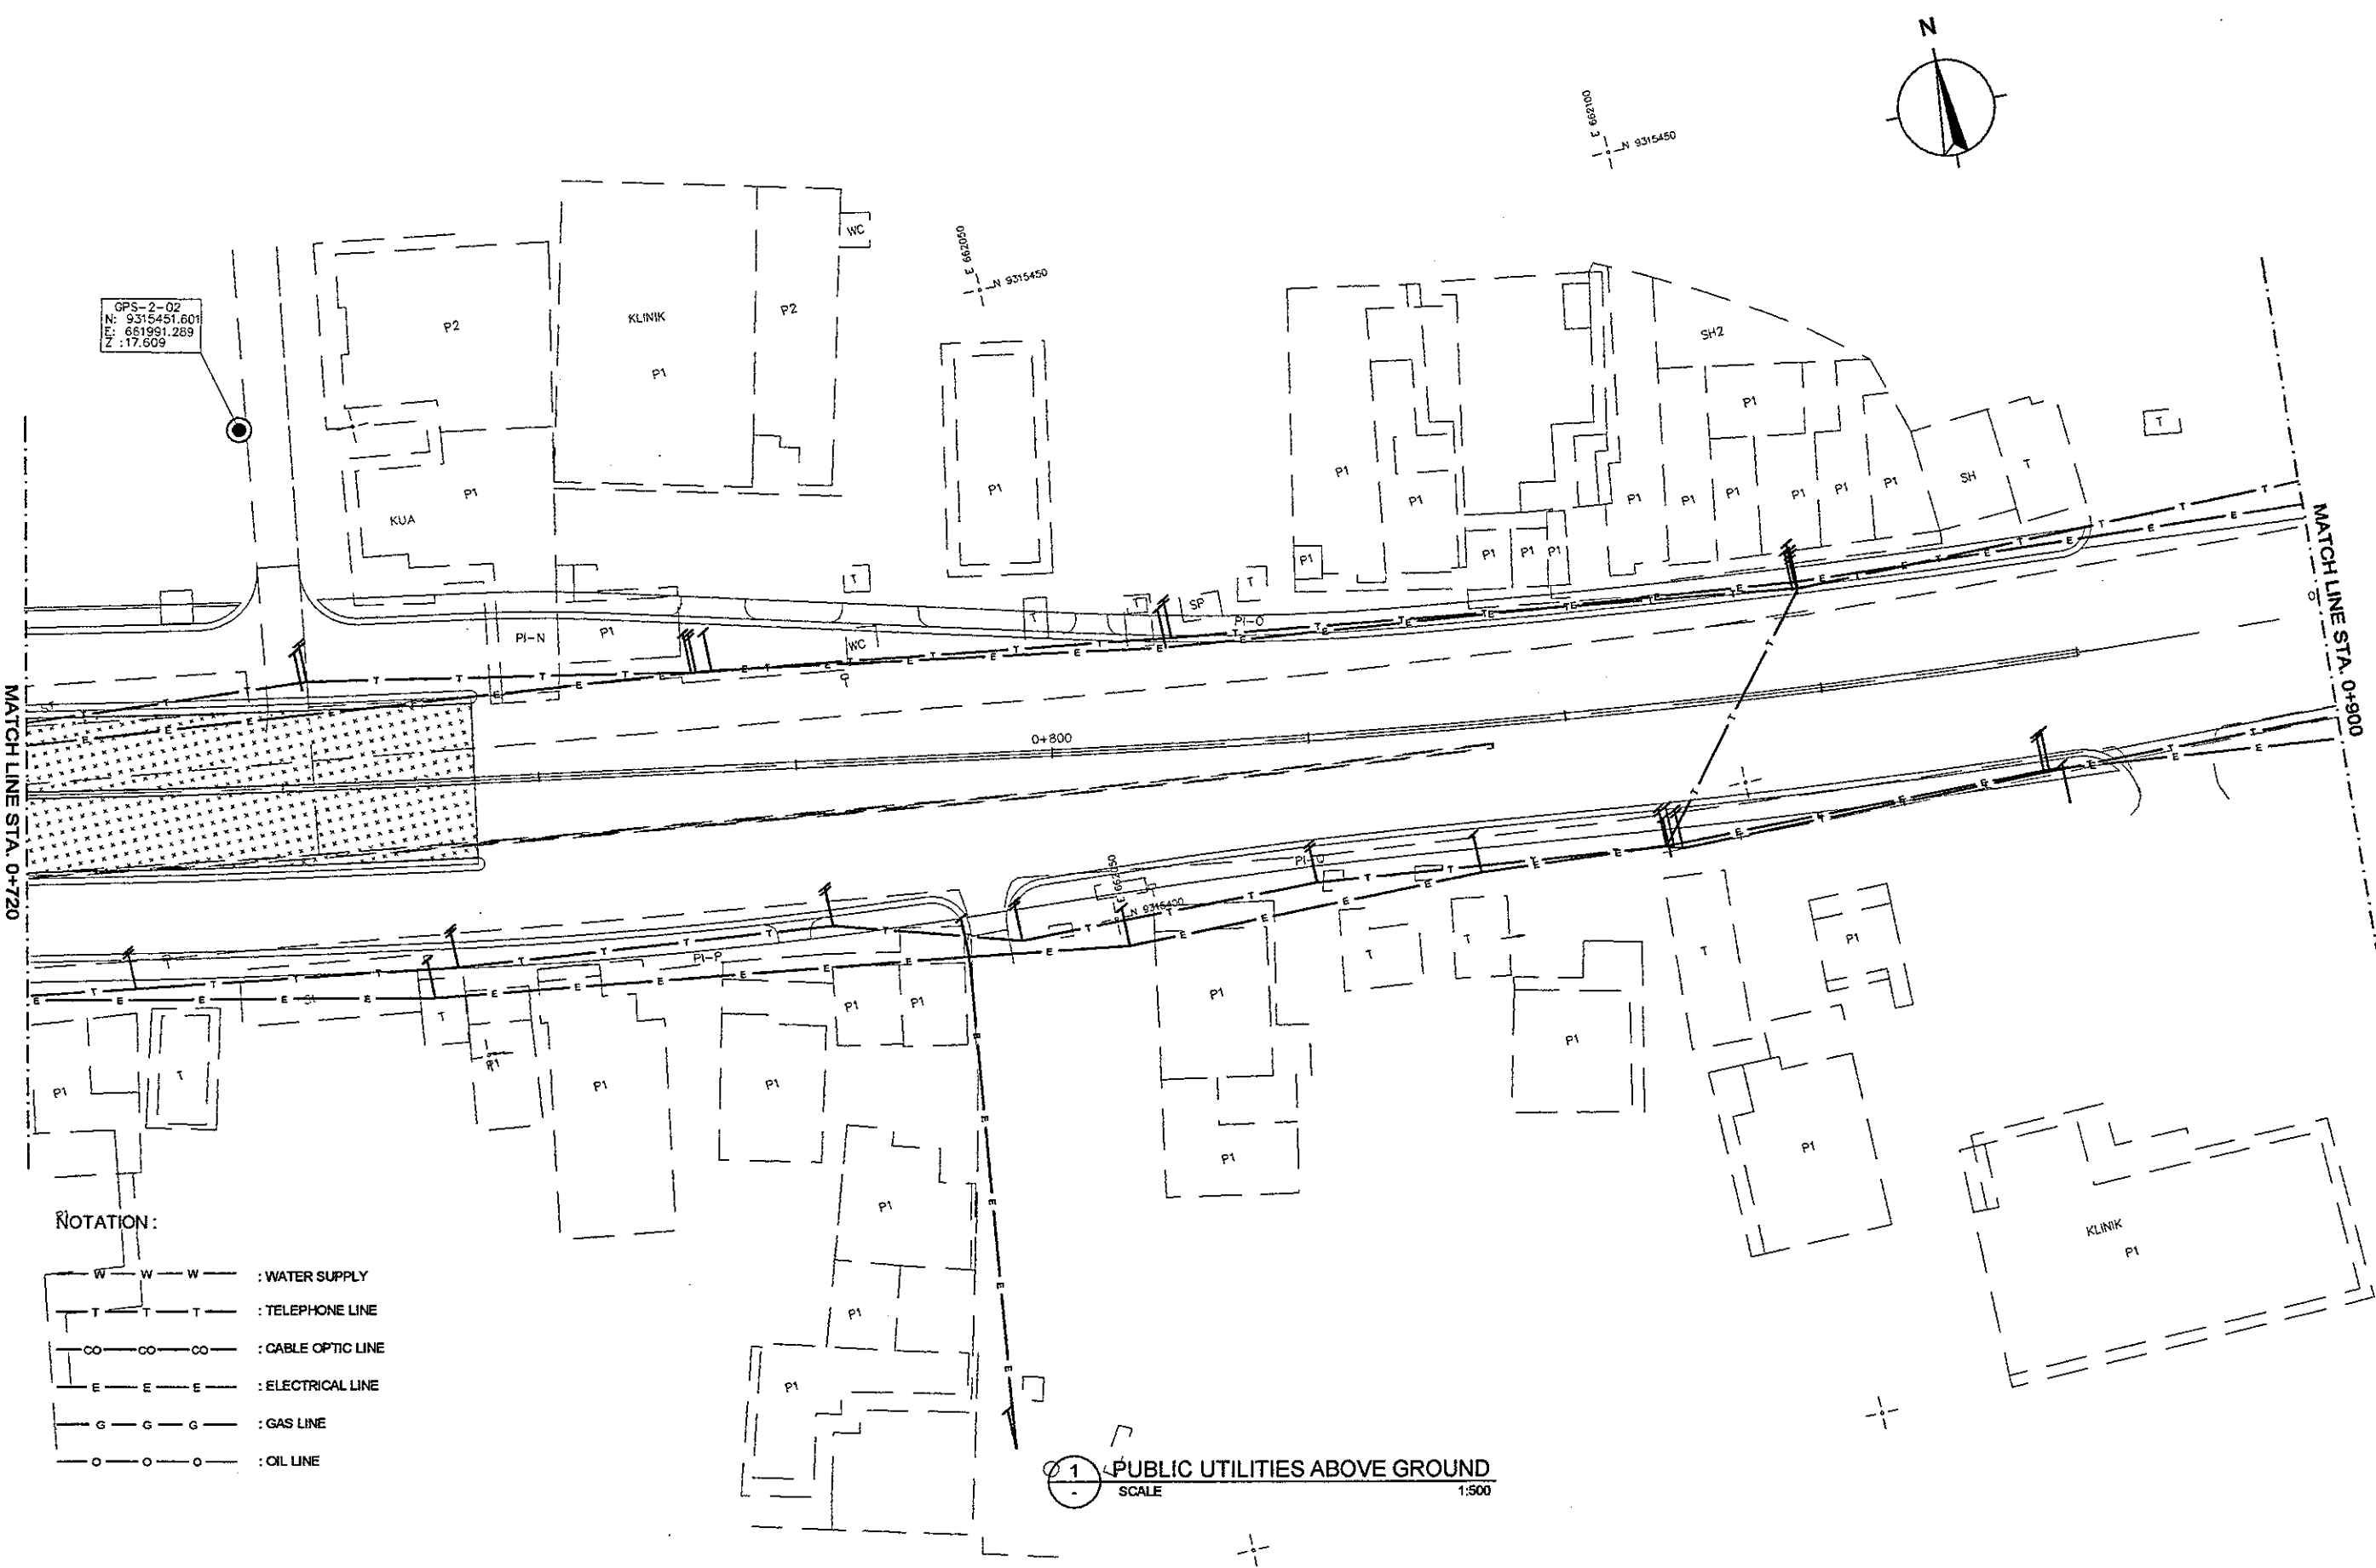 N
E 662100
N 9315450
E 662050
N 9315450
GPS-2-02
N: 9315451.601
E: 661991.289
Z :17.609
WC
P2
KLINIK
P2
P1
SH2
P1
T
P1
P1
P1
P1
P1
P1
P1
P1
P1
SH
T
P1
KUA
P1
P1
P1
P1
T
T
T
T
SP
PI-O
PI-N
P1
WC
MATCH LINE STA. 0+720
MATCH LINE STA. 0+900
0+800
E 662050
N 9315400
PI-P
P1
P1
T
P1
T
P1
P1
P1
T
T
T
P1
P1
P1
P1
P1
P1
P1
P1
P1
KLINIK
P1
NOTATION :
W W W : WATER SUPPLY
T T T : TELEPHONE LINE
CO CO CO : CABLE OPTIC LINE
E E E : ELECTRICAL LINE
G G G : GAS LINE
O O O : OIL LINE
1
-
PUBLIC UTILITIES ABOVE GROUND
SCALE 1:500